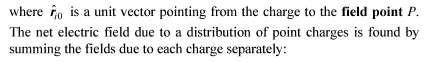 where r̂ᵢ₀ is a unit vector pointing from the charge to the field point P.
The net electric field due to a distribution of point charges is found by
summing the fields due to each charge separately: